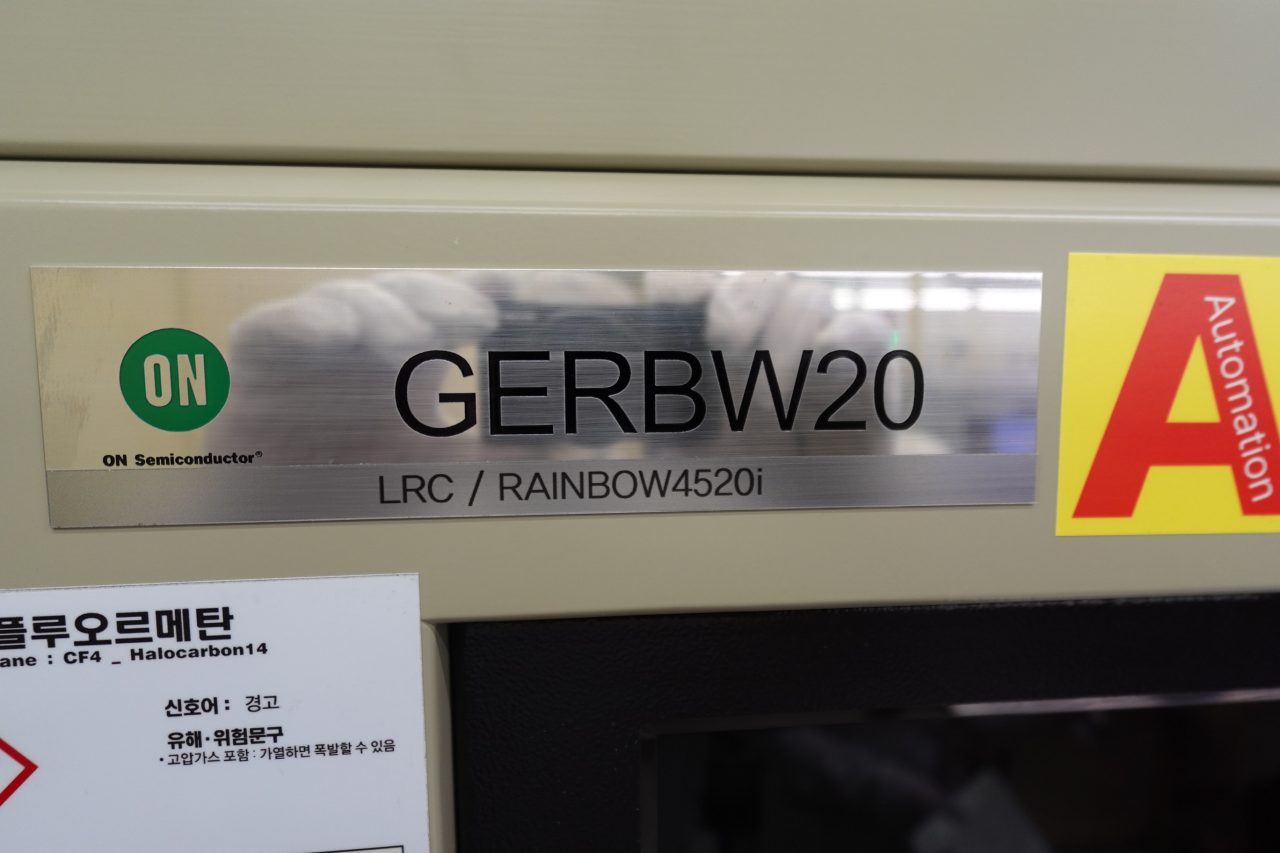 ON
ON Semiconductor®
GERBW20
LRC / RAINBOW4520i
A
Automation
플루오르메탄
ane : CF4 _ Halocarbon14
신호어 : 경고
유해·위험문구
·고압가스 포함 : 가열하면 폭발할 수 있음